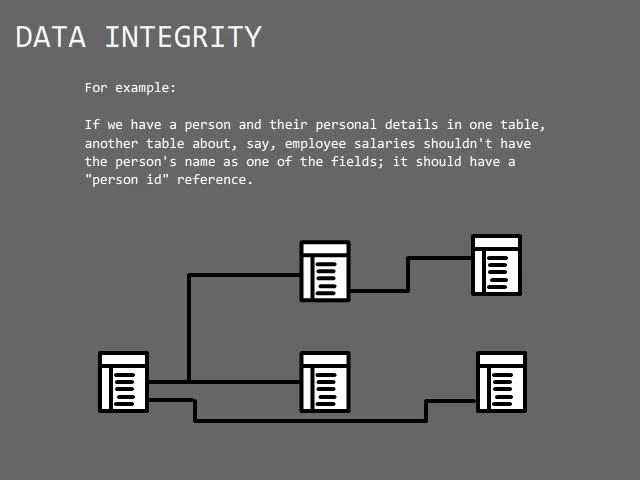 DATA INTEGRITY
For example:
If we have a person and their personal details in one table,
another table about, say, employee salaries shouldn't have
the person's name as one of the fields; it should have a
"person id" reference.